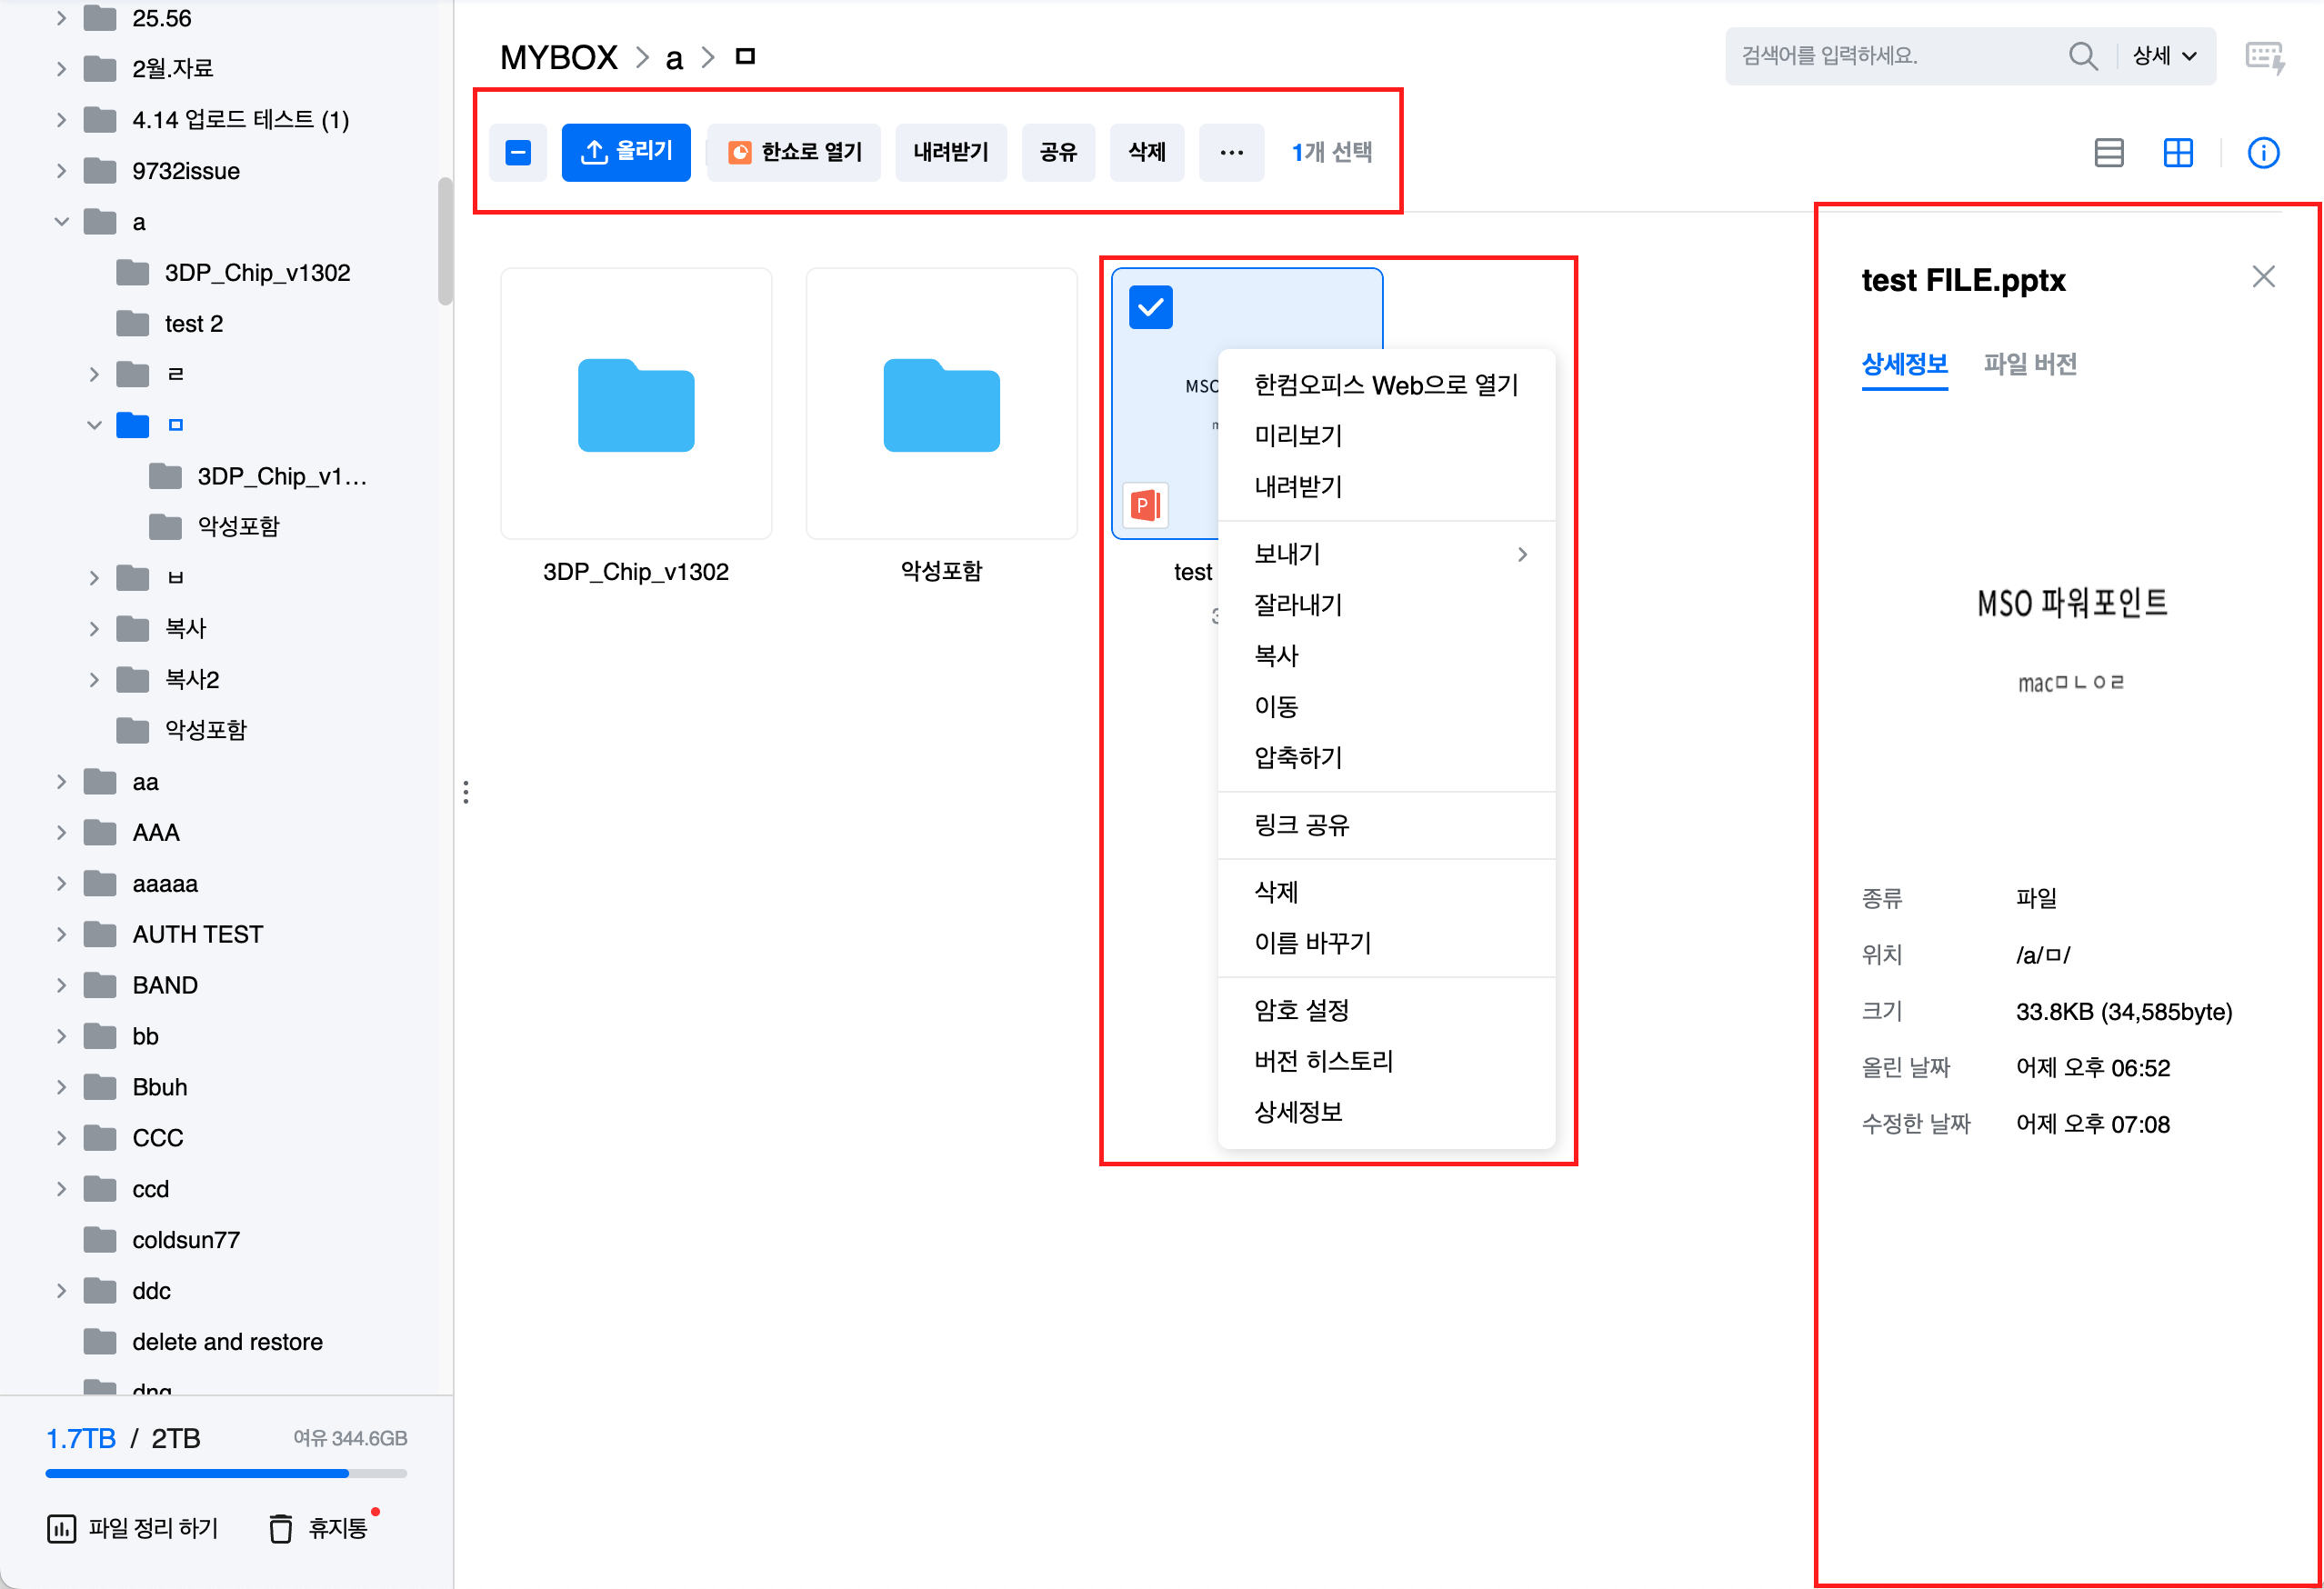 25.56
2월.자료
4.14 업로드 테스트 (1)
9732issue
a
3DP_Chip_v1302
test 2
ㄹ
ㅁ
3DP_Chip_v1...
악성포함
ㅂ
복사
복사2
악성포함
aa
AAA
aaaaa
AUTH TEST
BAND
bb
Bbuh
CCC
ccd
coldsun77
ddc
delete and restore
1.7TB / 2TB
여유 344.6GB
파일 정리 하기
휴지통
MYBOX > a > ㅁ
검색어를 입력하세요.
상세
올리기
한쇼로 열기
내려받기
공유
삭제
...
1개 선택
3DP_Chip_v1302
악성포함
MSO
P
test
한컴오피스 Web으로 열기
미리보기
내려받기
보내기
잘라내기
복사
이동
압축하기
링크 공유
삭제
이름 바꾸기
암호 설정
버전 히스토리
상세정보
test FILE.pptx
상세정보
파일 버전
MSO 파워포인트
macㅁㄴㅇㄹ
종류 파일
위치 /a/ㅁ/
크기 33.8KB (34,585byte)
올린 날짜 어제 오후 06:52
수정한 날짜 어제 오후 07:08